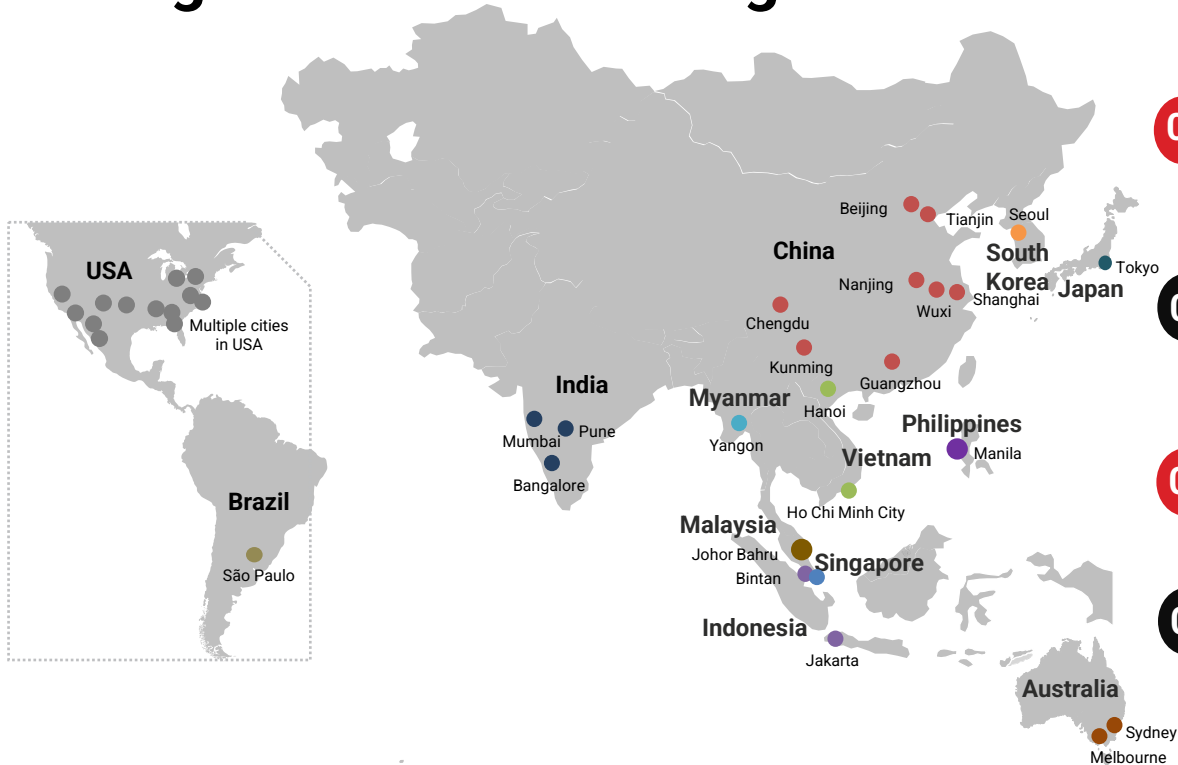 Beijing
Tianjin
Seoul
China
South
Korea
Japan
Tokyo
Nanjing
Wuxi
Shanghai
Chengdu
Kunming
Guangzhou
USA
Multiple cities
in USA
India
Mumbai
Pune
Bangalore
Myanmar
Yangon
Hanoi
Vietnam
Ho Chi Minh City
Philippines
Manila
Brazil
São Paulo
Malaysia
Johor Bahru
Singapore
Bintan
Indonesia
Jakarta
Australia
Sydney
Melbourne